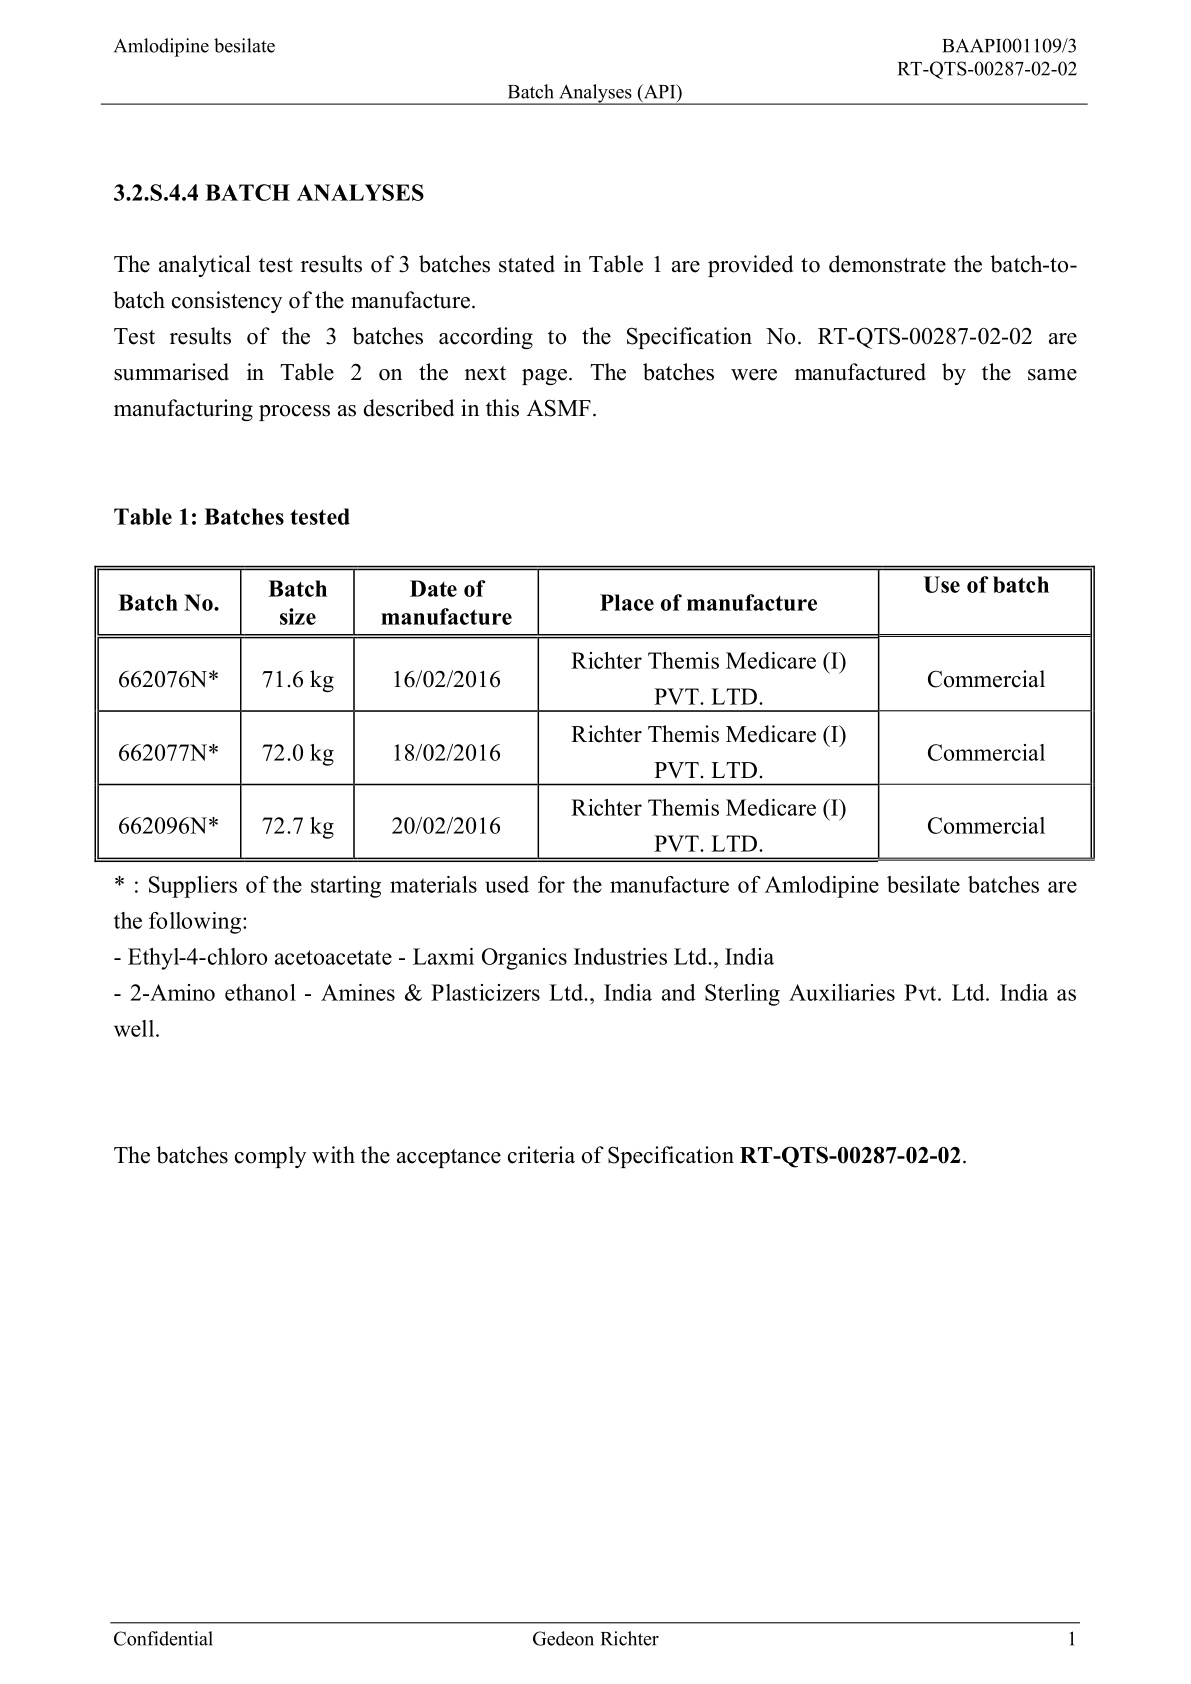 Amlodipine besilate BAAPI001109/3
RT-QTS-00287-02-02
Batch Analyses (API)
3.2.S.4.4 BATCH ANALYSES
The analytical test results of 3 batches stated in Table 1 are provided to demonstrate the batch-to-
batch consistency of the manufacture.
Test results of the 3 batches according to the Specification No. RT-QTS-00287-02-02 are
summarised in Table 2 on the next page. The batches were manufactured by the same
manufacturing process as described in this ASMF.
Table 1: Batches tested
Batch No. Batch size Date of manufacture Place of manufacture Use of batch
662076N* 71.6 kg 16/02/2016 Richter Themis Medicare (I) PVT. LTD. Commercial
662077N* 72.0 kg 18/02/2016 Richter Themis Medicare (I) PVT. LTD. Commercial
662096N* 72.7 kg 20/02/2016 Richter Themis Medicare (I) PVT. LTD. Commercial
* : Suppliers of the starting materials used for the manufacture of Amlodipine besilate batches are
the following:
- Ethyl-4-chloro acetoacetate - Laxmi Organics Industries Ltd., India
- 2-Amino ethanol - Amines & Plasticizers Ltd., India and Sterling Auxiliaries Pvt. Ltd. India as
well.
The batches comply with the acceptance criteria of Specification RT-QTS-00287-02-02.
Confidential Gedeon Richter 1